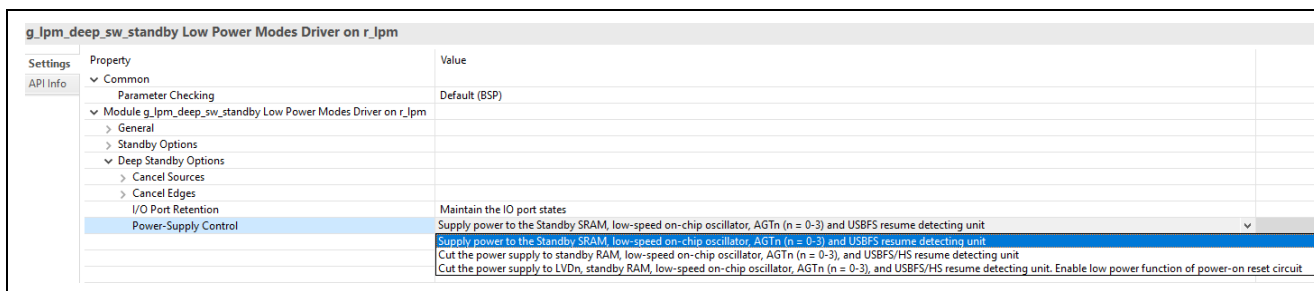 g_lpm_deep_sw_standby Low Power Modes Driver on r_lpm
Settings
API Info
Property Value
Common
Parameter Checking Default (BSP)
Module g_lpm_deep_sw_standby Low Power Modes Driver on r_lpm
General
Standby Options
Deep Standby Options
Cancel Sources
Cancel Edges
I/O Port Retention Maintain the IO port states
Power-Supply Control Supply power to the Standby SRAM, low-speed on-chip oscillator, AGTn (n = 0-3) and USBFS resume detecting unit
Supply power to the Standby SRAM, low-speed on-chip oscillator, AGTn (n = 0-3) and USBFS resume detecting unit
Cut the power supply to standby RAM, low-speed on-chip oscillator, AGTn (n = 0-3), and USBFS/HS resume detecting unit
Cut the power supply to LVDn, standby RAM, low-speed on-chip oscillator, AGTn (n = 0-3), and USBFS/HS resume detecting unit. Enable low power function of power-on reset circuit